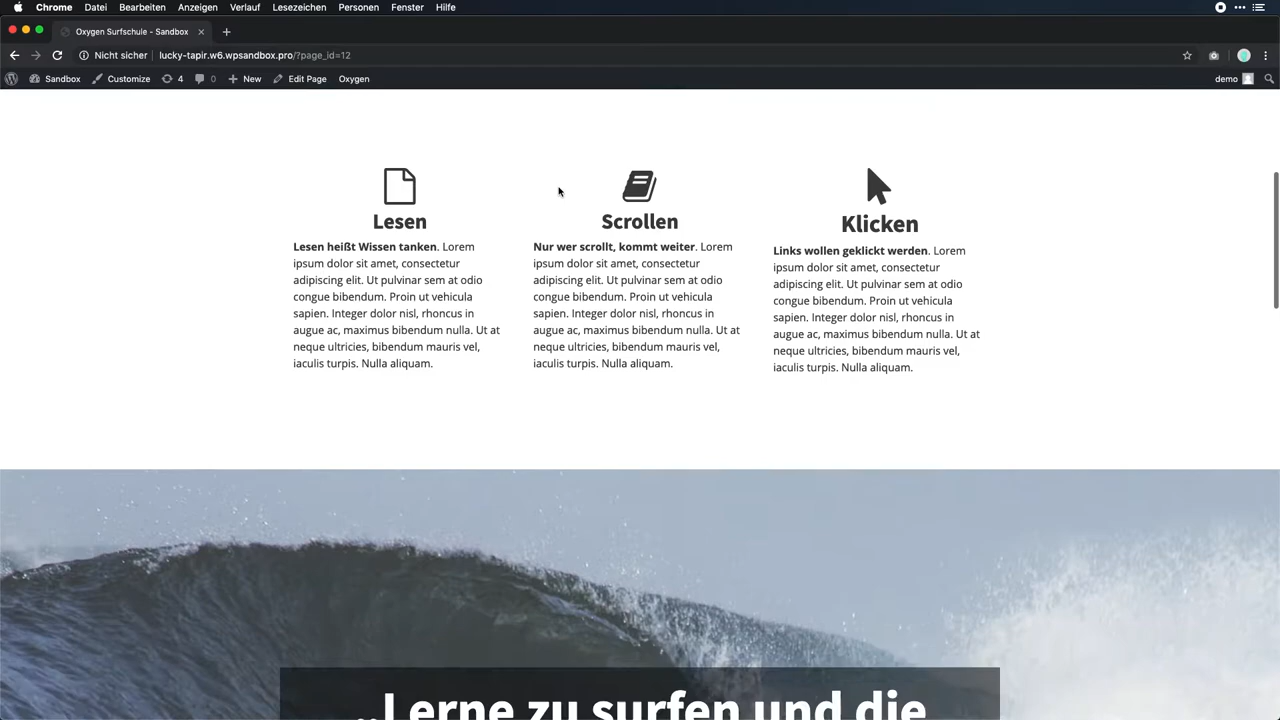 Chrome Datei Bearbeiten Anzeigen Verlauf Lesezeichen Personen Fenster Hilfe
Oxygen Surfschule - Sandbox
Nicht sicher lucky-tapir.w6.wpsandbox.pro/?page_id=12
Sandbox Customize 4 0 New Edit Page Oxygen demo
Lesen
Lesen heißt Wissen tanken. Lorem
ipsum dolor sit amet, consectetur
adipiscing elit. Ut pulvinar sem at odio
congue bibendum. Proin ut vehicula
sapien. Integer dolor nisl, rhoncus in
augue ac, maximus bibendum nulla. Ut at
neque ultricies, bibendum mauris vel,
iaculis turpis. Nulla aliquam.
Scrollen
Nur wer scrollt, kommt weiter. Lorem
ipsum dolor sit amet, consectetur
adipiscing elit. Ut pulvinar sem at odio
congue bibendum. Proin ut vehicula
sapien. Integer dolor nisl, rhoncus in
augue ac, maximus bibendum nulla. Ut at
neque ultricies, bibendum mauris vel,
iaculis turpis. Nulla aliquam.
Klicken
Links wollen geklickt werden. Lorem
ipsum dolor sit amet, consectetur
adipiscing elit. Ut pulvinar sem at odio
congue bibendum. Proin ut vehicula
sapien. Integer dolor nisl, rhoncus in
augue ac, maximus bibendum nulla. Ut at
neque ultricies, bibendum mauris vel,
iaculis turpis. Nulla aliquam.
„Lerne zu surfen und die